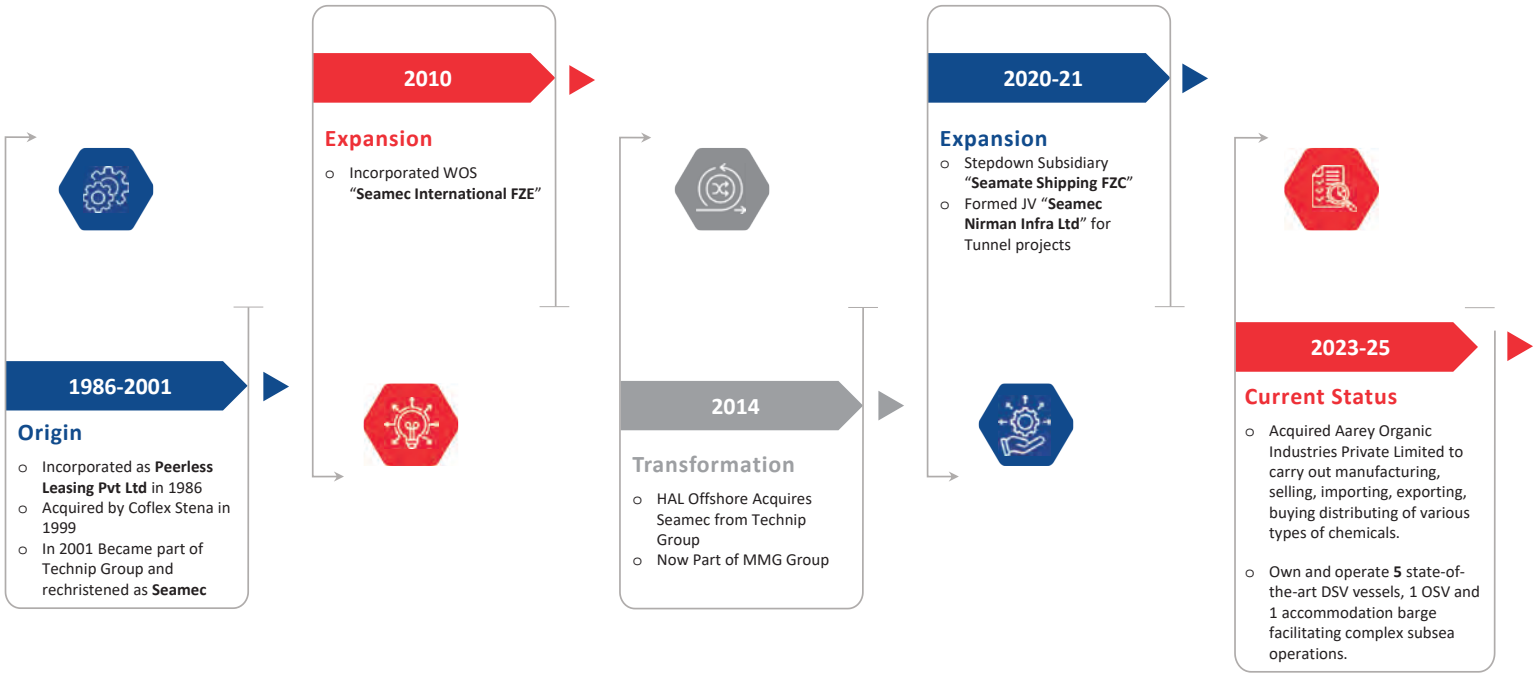 1986-2001
Origin
o Incorporated as Peerless
Leasing Pvt Ltd in 1986
o Acquired by Coflex Stena in
1999
o In 2001 Became part of
Technip Group and
rechristened as Seamec
2010
Expansion
o Incorporated WOS
“Seamec International FZE”
2014
Transformation
o HAL Offshore Acquires
Seamec from Technip
Group
o Now Part of MMG Group
2020-21
Expansion
o Stepdown Subsidiary
“Seamate Shipping FZC”
o Formed JV “Seamec
Nirman Infra Ltd” for
Tunnel projects
2023-25
Current Status
o Acquired Aarey Organic
Industries Private Limited to
carry out manufacturing,
selling, importing, exporting,
buying distributing of various
types of chemicals.
o Own and operate 5 state-of-
the-art DSV vessels, 1 OSV and
1 accommodation barge
facilitating complex subsea
operations.